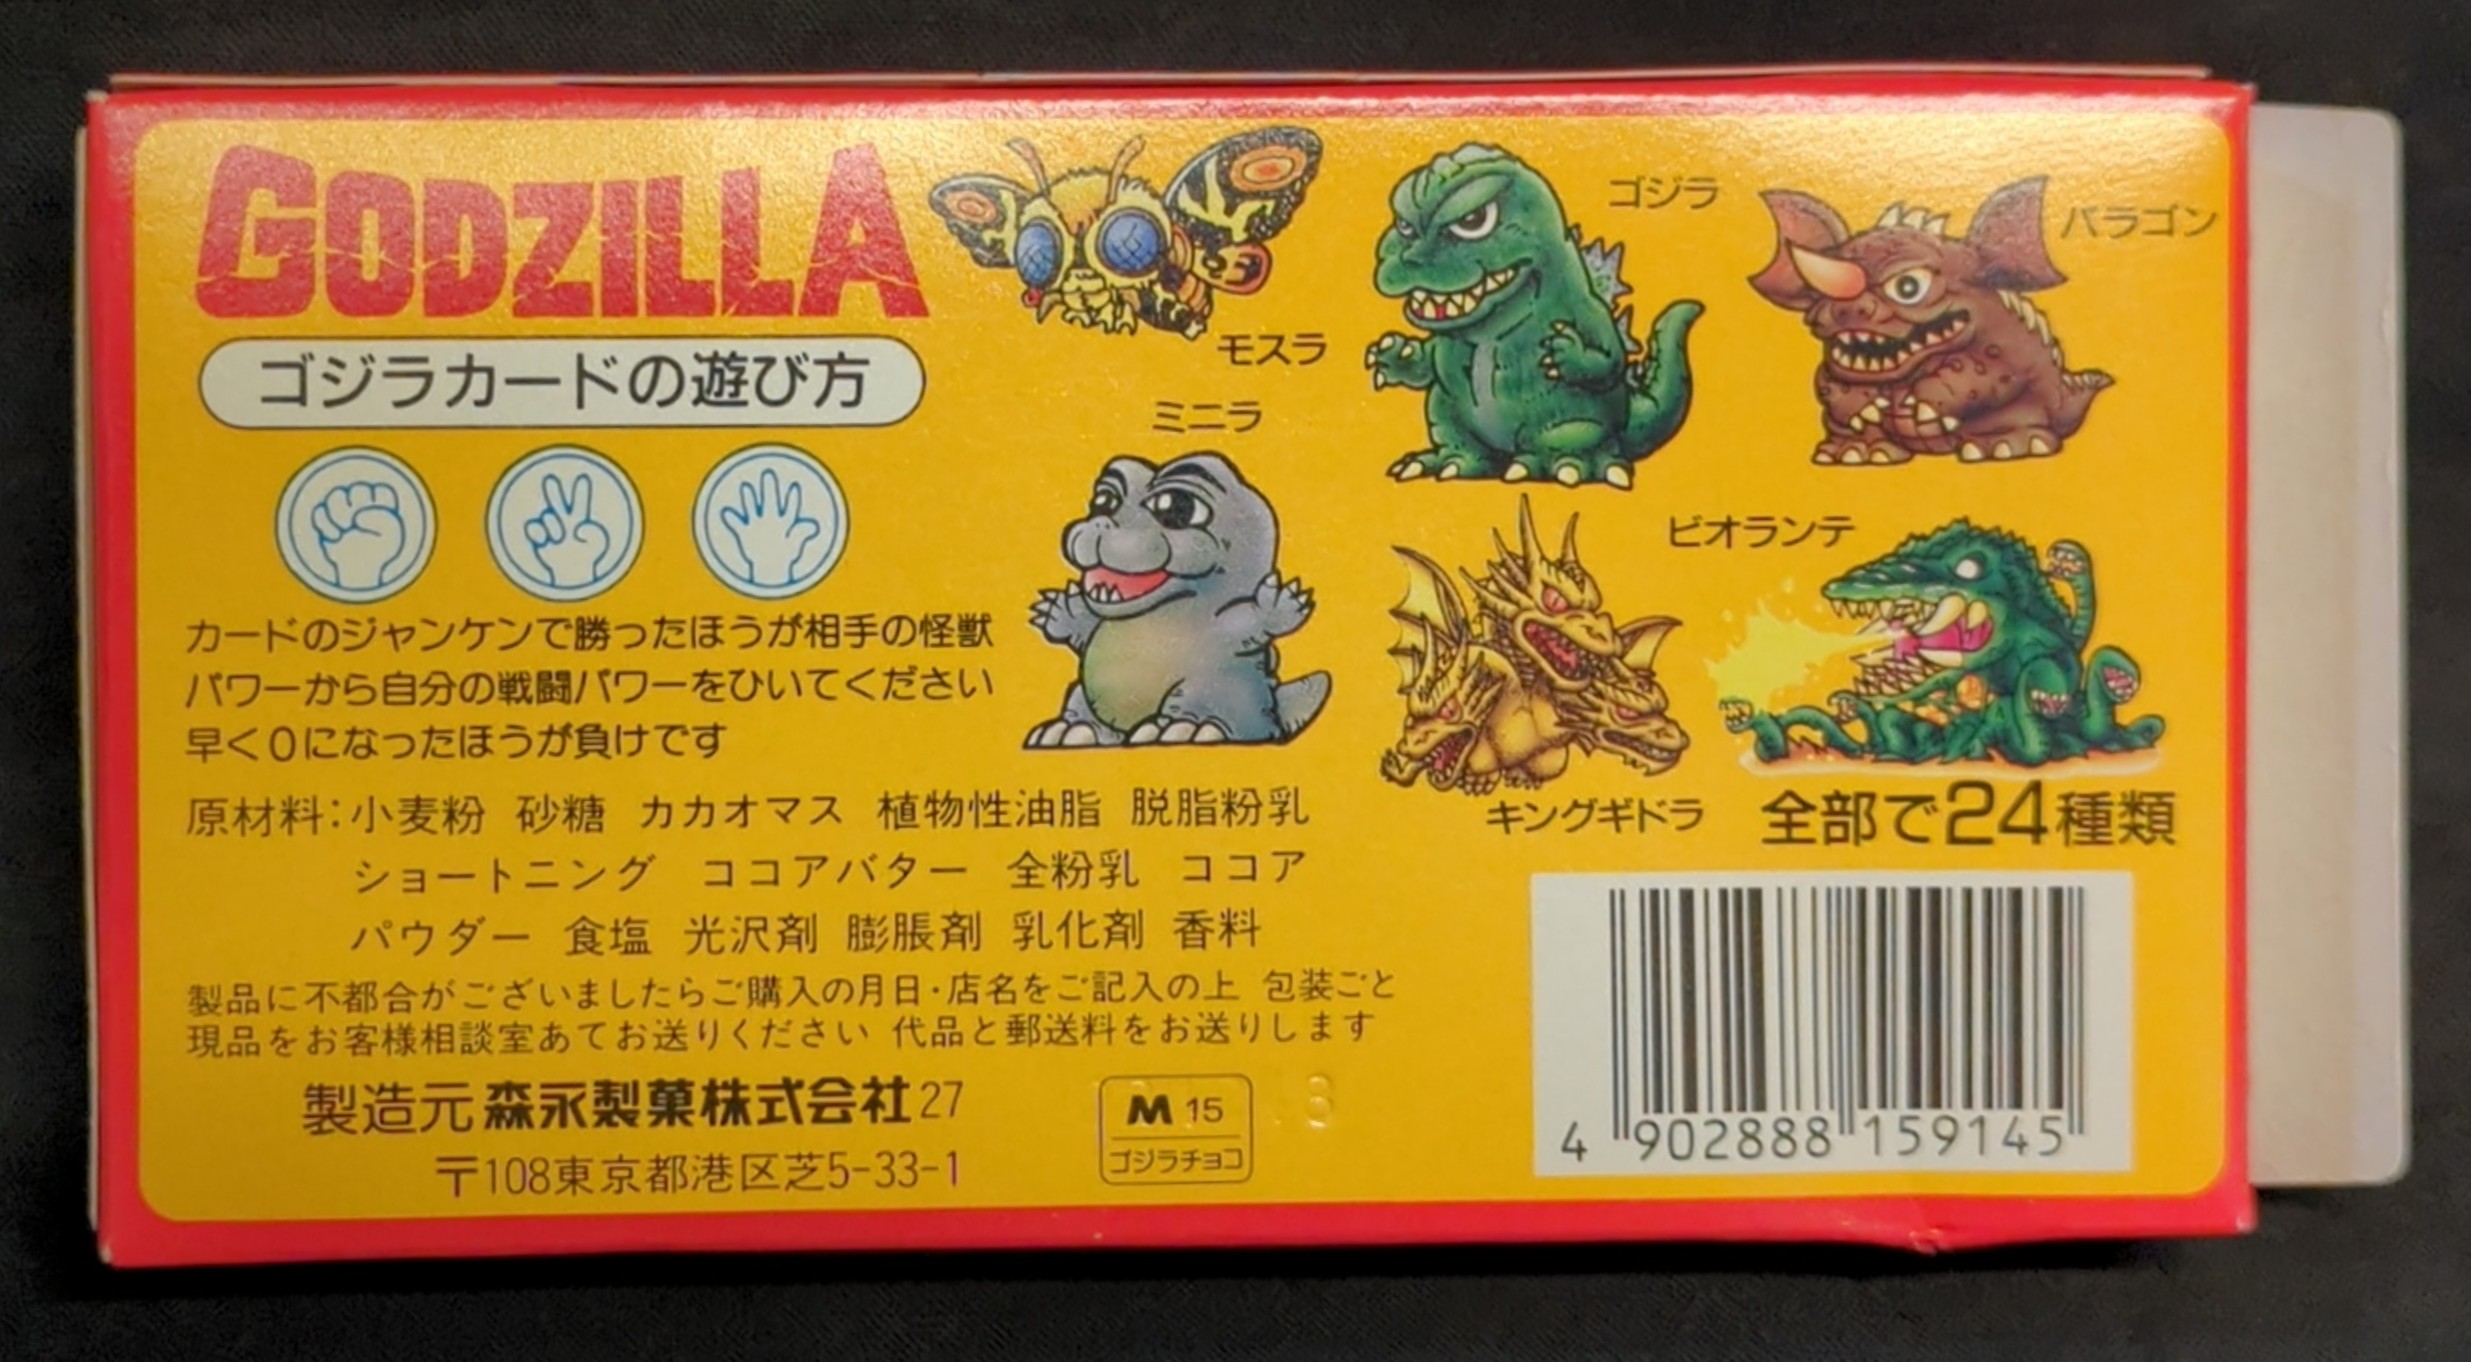 GODZILLA
ゴジラカードの遊び方
カードのジャンケンで勝ったほうが相手の怪獣
パワーから自分の戦闘パワーをひいてください
早く0になったほうが負けです
モスラ
ゴジラ
バラゴン
ミニラ
ビオランテ
キングギドラ
全部で24種類
原材料:小麦粉 砂糖 カカオマス 植物性油脂 脱脂粉乳
ショートニング ココアバター 全粉乳 ココア
パウダー 食塩 光沢剤 膨脹剤 乳化剤 香料
製品に不都合がございましたらご購入の月日・店名をご記入の上 包装ごと
現品をお客様相談室あてお送りください 代品と郵送料をお送りします
製造元 森永製菓株式会社27
〒108東京都港区芝5-33-1
M 15
ゴジラチョコ
4 902888 159145